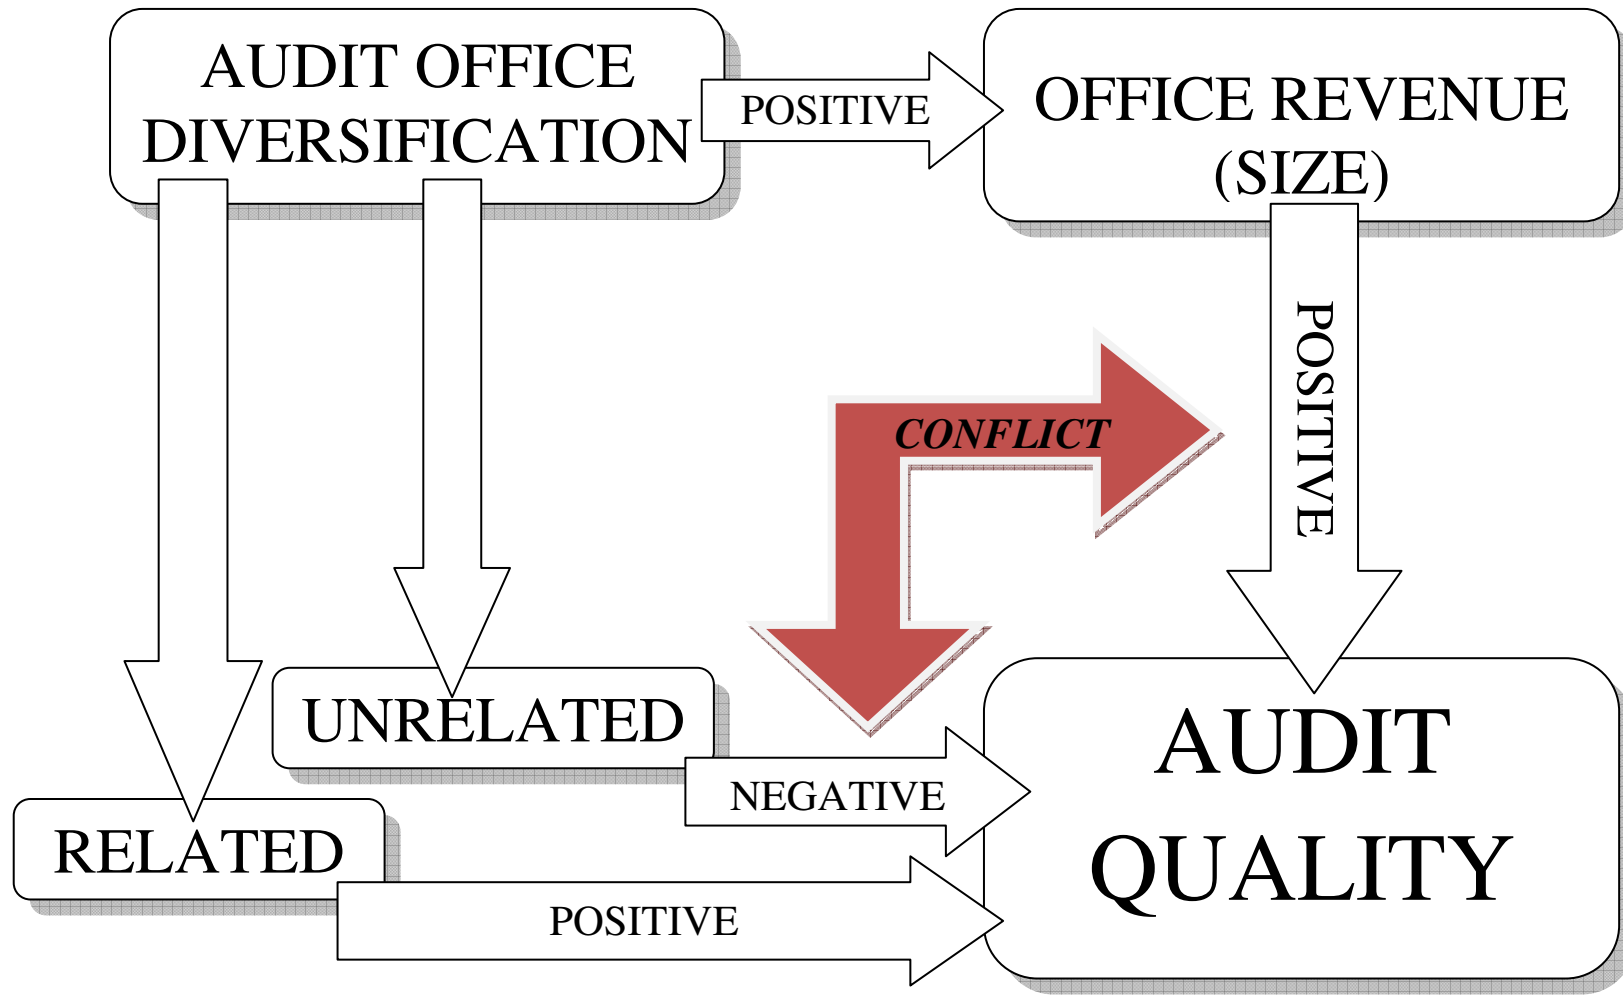 AUDIT OFFICE
DIVERSIFICATION
POSITIVE
OFFICE REVENUE
(SIZE)
POSITIVE
CONFLICT
UNRELATED
NEGATIVE
RELATED
POSITIVE
AUDIT
QUALITY